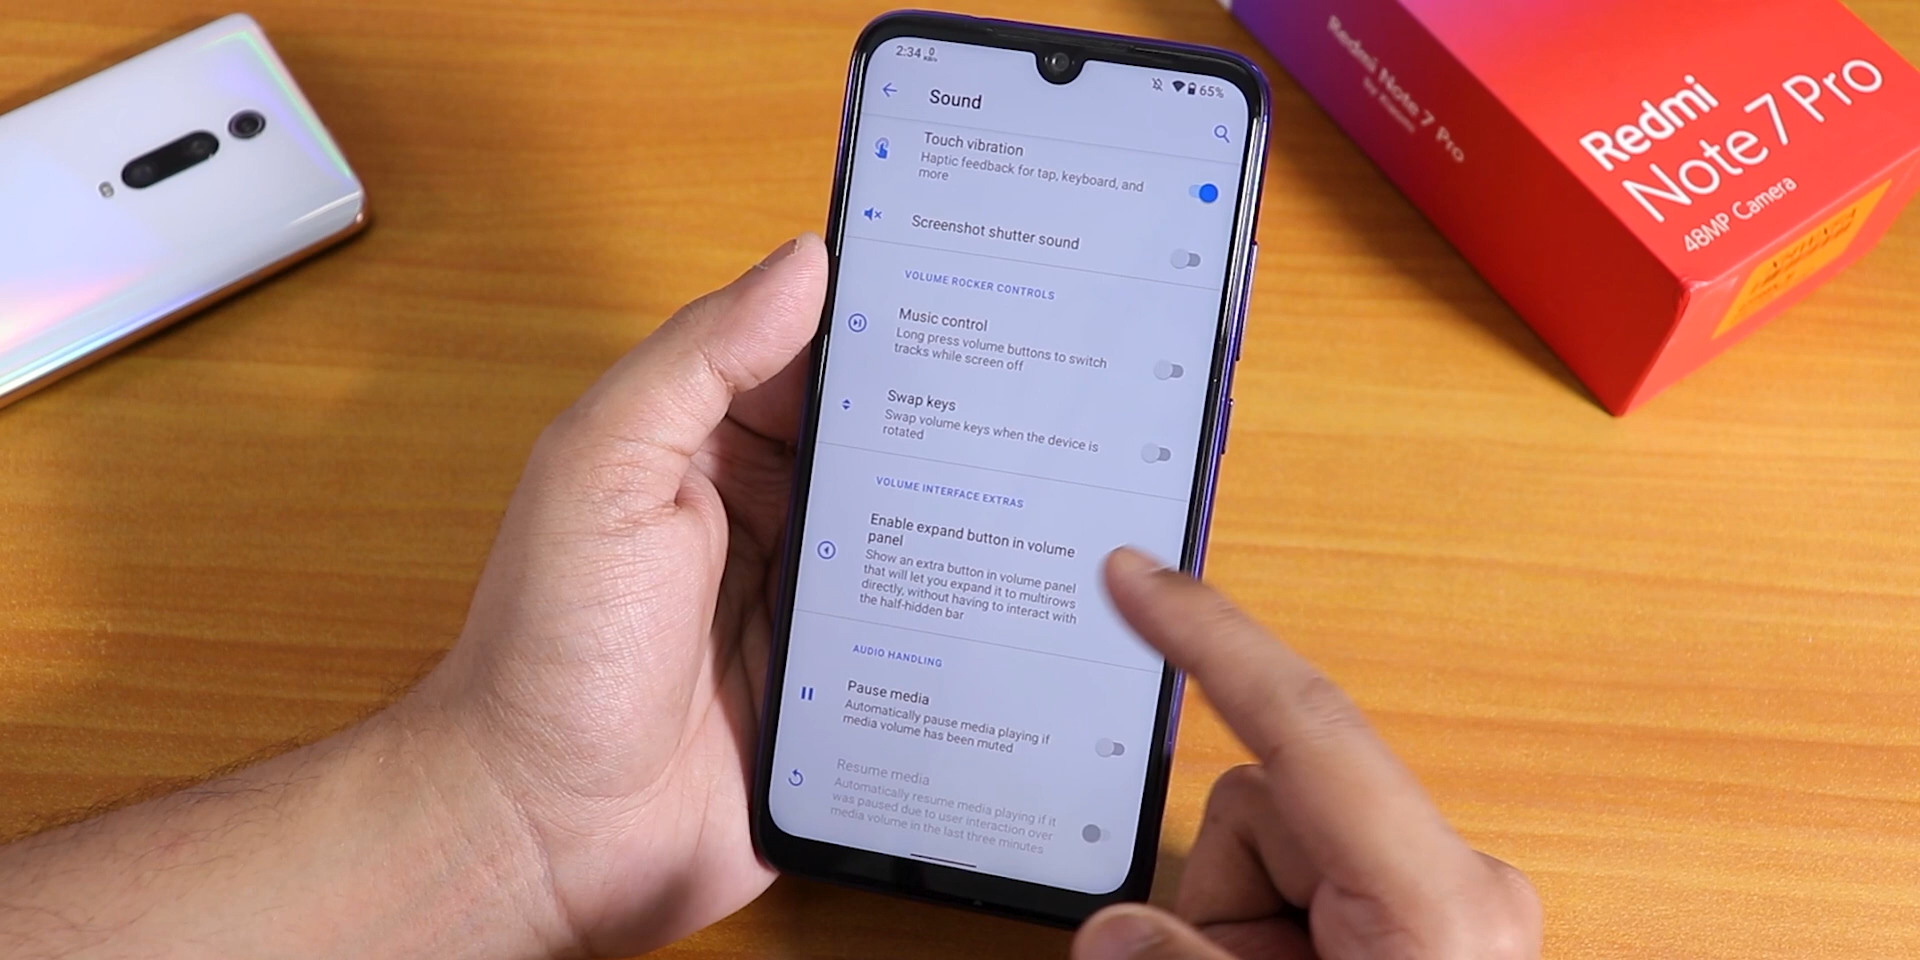 2:34
65%
Sound
Touch vibration
Haptic feedback for tap, keyboard, and
more
Screenshot shutter sound
VOLUME ROCKER CONTROLS
Music control
Long press volume buttons to switch
tracks while screen off
Swap keys
Swap volume keys when the device is
rotated
VOLUME INTERFACE EXTRAS
Enable expand button in volume
panel
Show an extra button in volume panel
that will let you expand it to multirows
directly, without having to interact with
the half-hidden bar
AUDIO HANDLING
Pause media
Automatically pause media playing if
media volume has been muted
Resume media
Automatically resume media playing if it
was paused due to user interaction over
media volume in the last three minutes
Redmi Note 7 Pro
by Xiaomi
Redmi
Note 7 Pro
48MP Camera